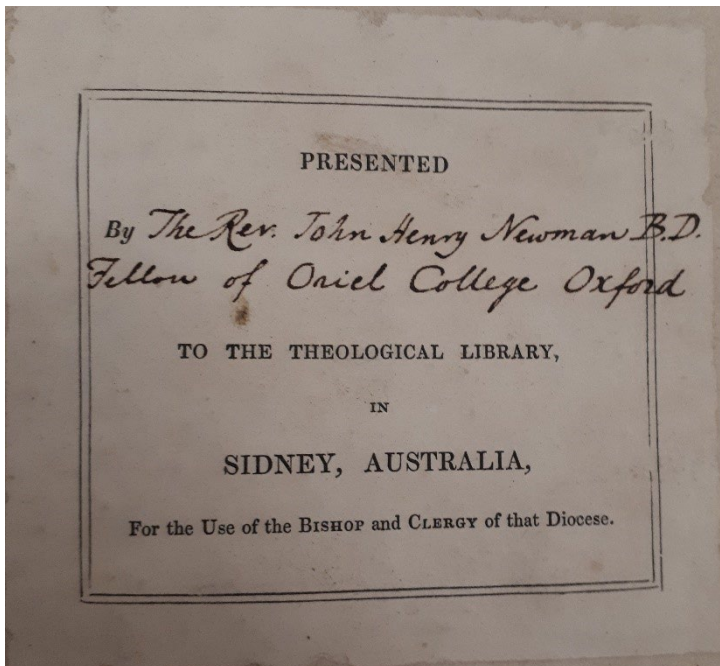 PRESENTED
By The Rev. John Henry Newman B.D.
Fellow of Oriel College Oxford
TO THE THEOLOGICAL LIBRARY,
IN
SIDNEY, AUSTRALIA,
For the Use of the BISHOP and CLERGY of that Diocese.